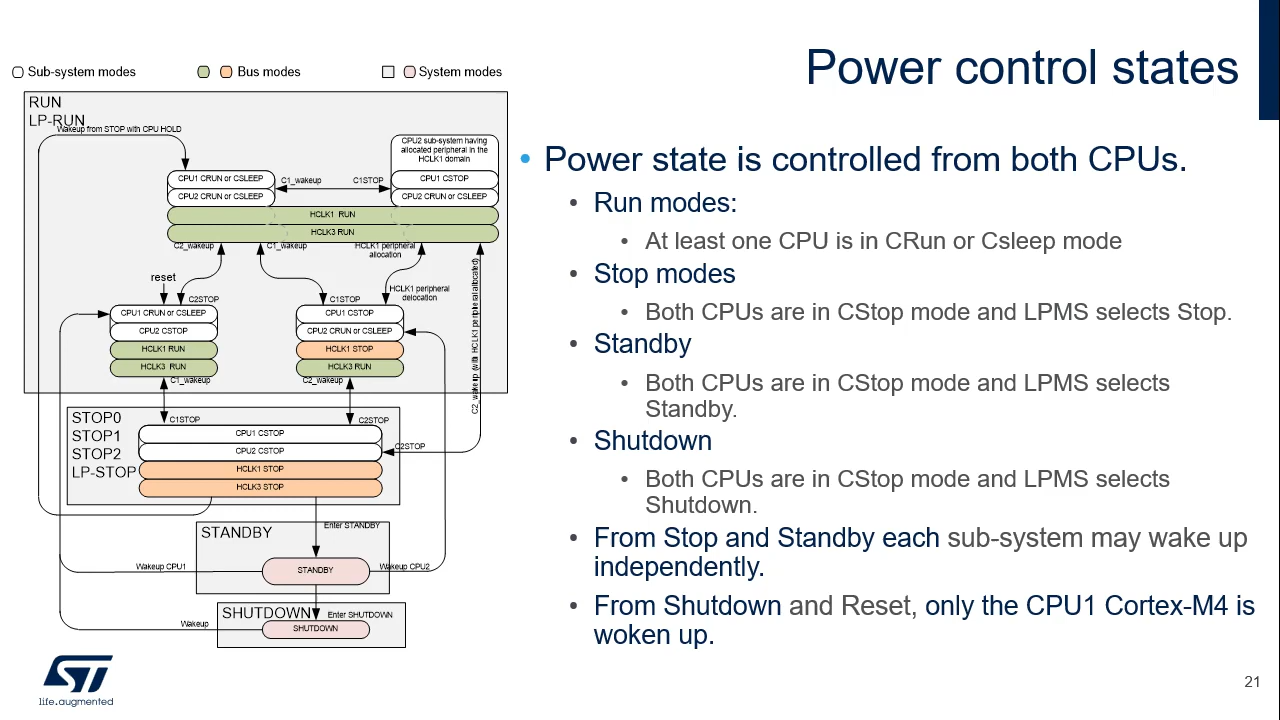 Power control states
Sub-system modes
Bus modes
System modes
RUN
LP-RUN
Wakeup from STOP with CPU HOLD
CPU2 sub-system having
allocated peripheral in the
HCLK1 domain
CPU1 CRUN or CSLEEP
C1_wakeup
C1STOP
CPU1 CSTOP
CPU2 CRUN or CSLEEP
CPU2 CRUN or CSLEEP
HCLK1 RUN
HCLK3 RUN
C2_wakeup
C1_wakeup
HCLK1 peripheral
allocation
reset
C2STOP
C1STOP
HCLK1 peripheral
delocation
C2_wakeup (with HCLK1 peripheral allocated)
CPU1 CRUN or CSLEEP
CPU2 CSTOP
HCLK1 RUN
HCLK3 RUN
CPU1 CSTOP
CPU2 CRUN or CSLEEP
HCLK1 STOP
HCLK3 RUN
C1_wakeup
C2_wakeup
STOP0
STOP1
STOP2
LP-STOP
C1STOP
C2STOP
CPU1 CSTOP
CPU2 CSTOP
C2STOP
HCLK1 STOP
HCLK3 STOP
STANDBY
Enter STANDBY
Wakeup CPU1
STANDBY
Wakeup CPU2
SHUTDOWN
Enter SHUTDOWN
Wakeup
SHUTDOWN
• Power state is controlled from both CPUs.
• Run modes:
• At least one CPU is in CRun or Csleep mode
• Stop modes
• Both CPUs are in CStop mode and LPMS selects Stop.
• Standby
• Both CPUs are in CStop mode and LPMS selects
Standby.
• Shutdown
• Both CPUs are in CStop mode and LPMS selects
Shutdown.
• From Stop and Standby each sub-system may wake up
independently.
• From Shutdown and Reset, only the CPU1 Cortex-M4 is
woken up.
ST
life.augmented
21